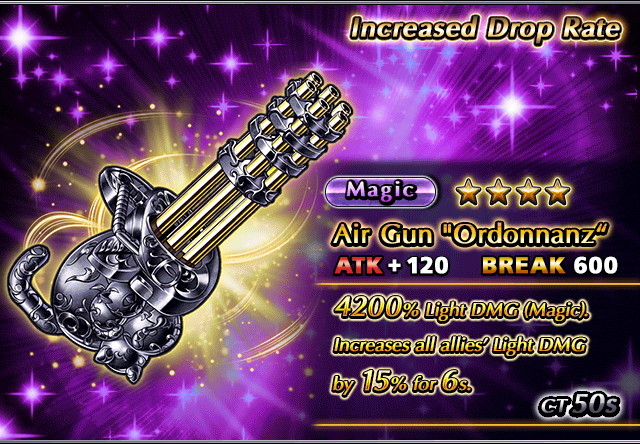 Increased Drop Rate
Magic
Air Gun "Ordonnanz“
ATK + 120 BREAK 600
4200% Light DMG (Magic).
Increases all allies’ Light DMG
by 15% for 6s.
CT 50s